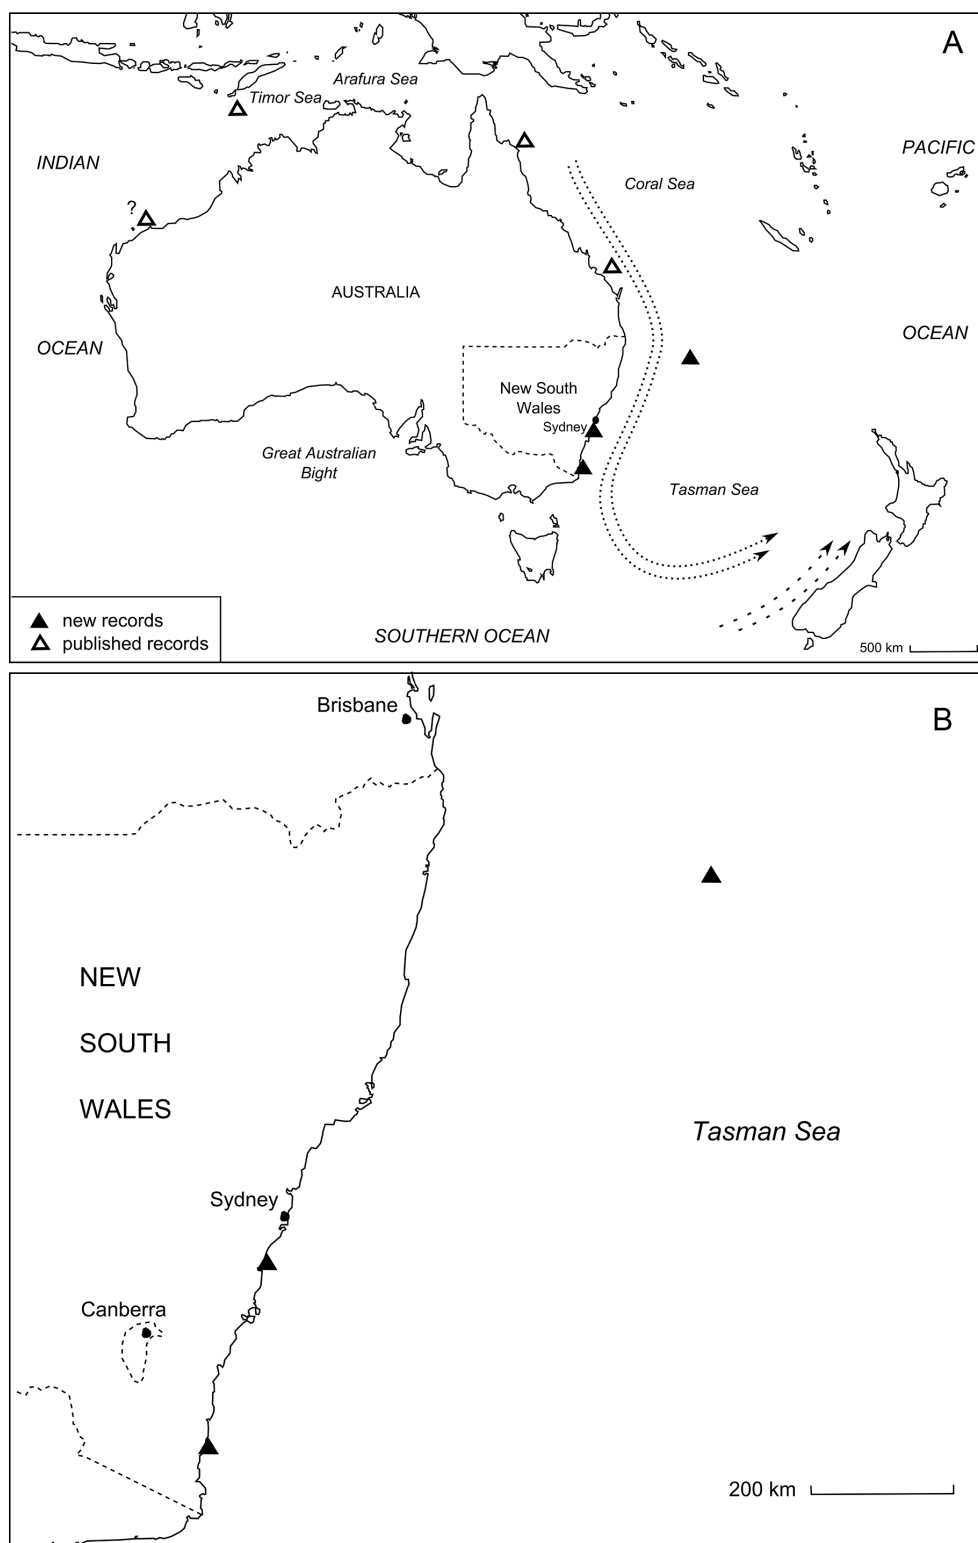 A
Arafura Sea
Timor Sea
INDIAN
PACIFIC
Coral Sea
?
AUSTRALIA
OCEAN
OCEAN
New South
Wales
Sydney
Great Australian
Bight
Tasman Sea
new records
published records
SOUTHERN OCEAN
500 km
Brisbane
B
NEW
SOUTH
WALES
Tasman Sea
Sydney
Canberra
200 km